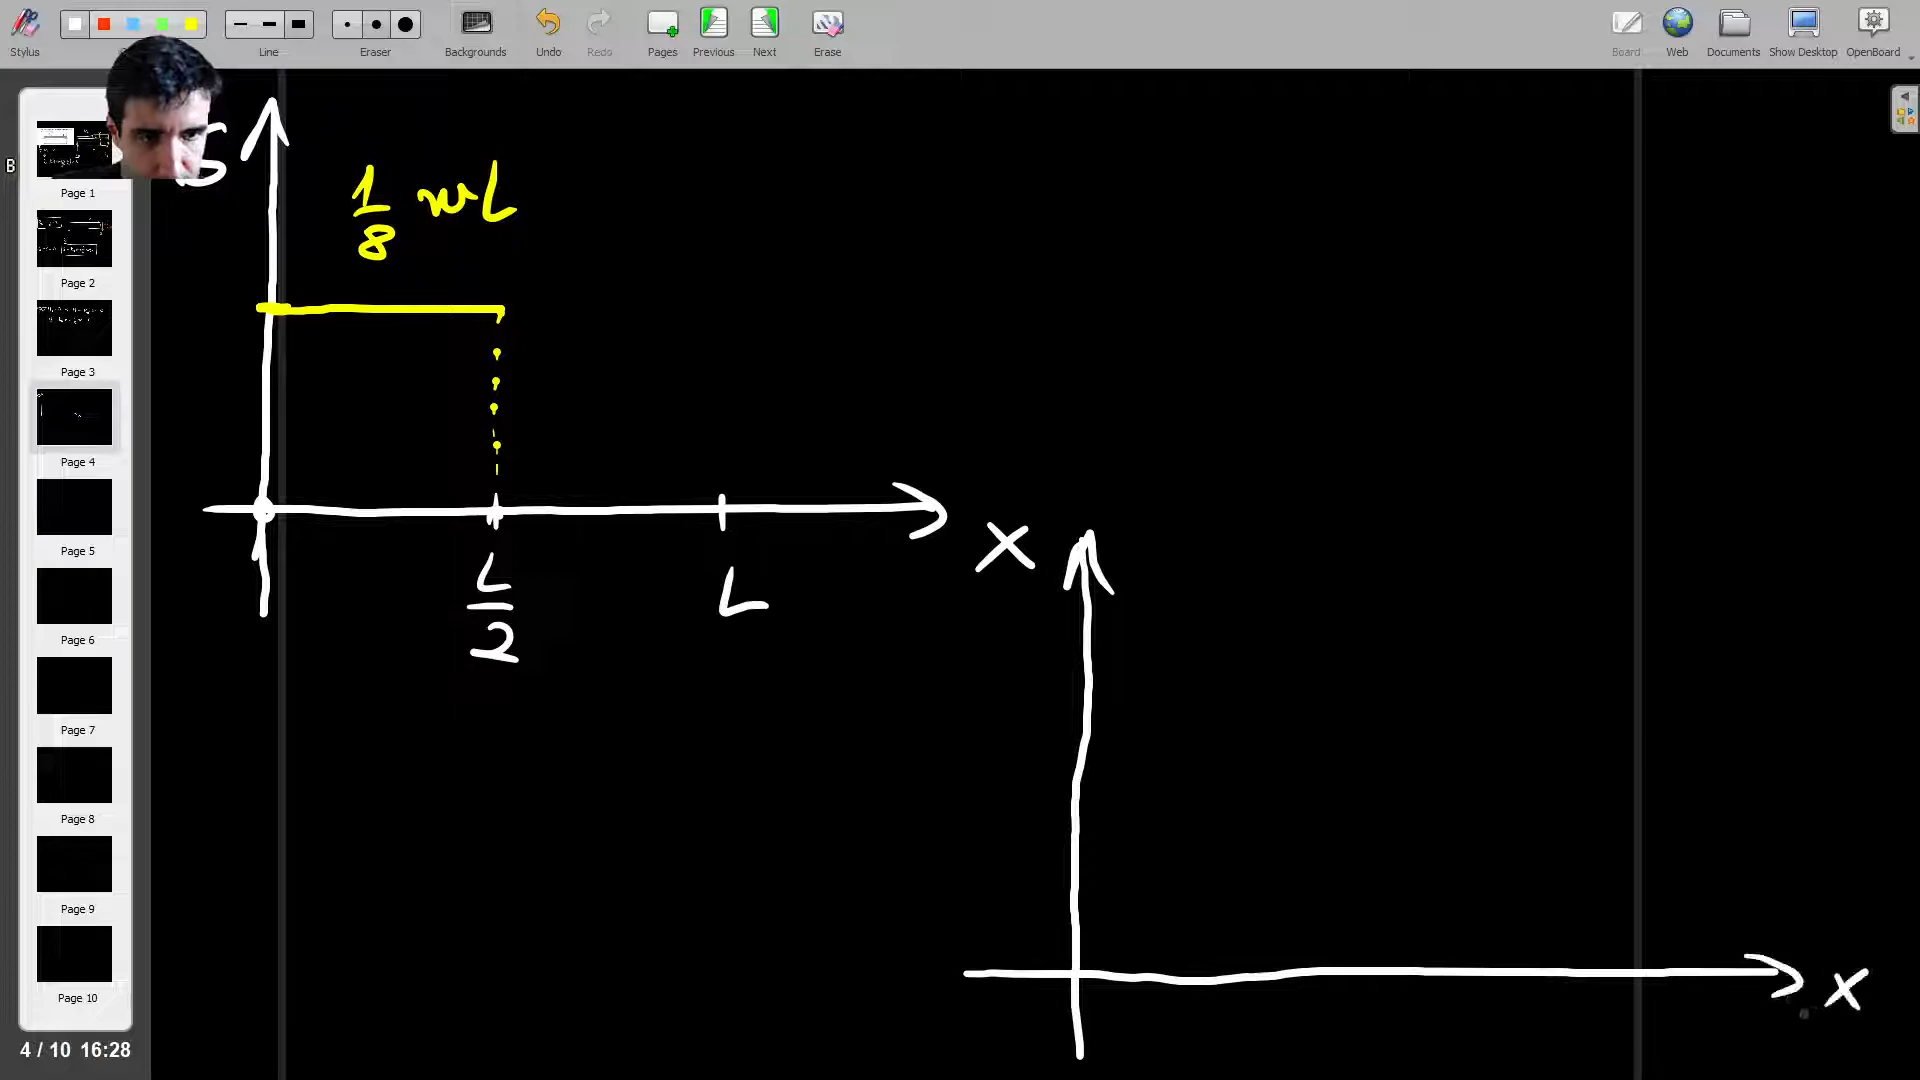 Stylus
Line
Eraser
Backgrounds
Undo
Redo
Pages
Previous
Next
Erase
Board
Web
Documents
Show Desktop
OpenBoard
B
Page 1
Page 2
Page 3
Page 4
Page 5
Page 6
Page 7
Page 8
Page 9
Page 10
4 / 10 16:28
1/8 wL
L/2
L
X
X